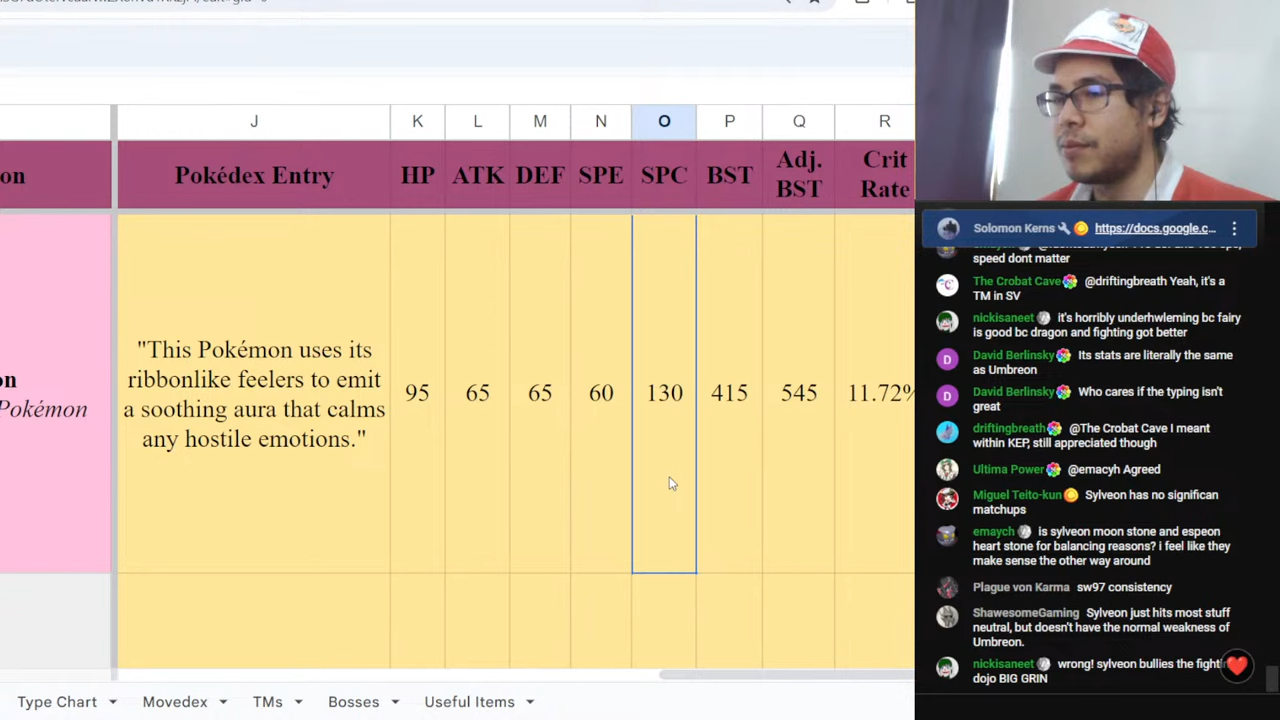 J K L M N O P Q R
on
Pokédex Entry
HP ATK DEF SPE SPC BST
Adj.
BST
Crit
Rate
on
Pokémon
"This Pokémon uses its
ribbonlike feelers to emit
a soothing aura that calms
any hostile emotions."
95 65 65 60 130 415 545 11.72%
Type Chart Movedex TMs Bosses Useful Items
Solomon Kerns https://docs.google.c...
speed dont matter
The Crobat Cave @driftingbreath Yeah, it's a
TM in SV
nickisaneet it's horribly underhwleming bc fairy
is good bc dragon and fighting got better
David Berlinsky Its stats are literally the same
as Umbreon
David Berlinsky Who cares if the typing isn't
great
driftingbreath @The Crobat Cave I meant
within KEP, still appreciated though
Ultima Power @emacyh Agreed
Miguel Teito-kun Sylveon has no significan
matchups
emaych is sylveon moon stone and espeon
heart stone for balancing reasons? i feel like they
make sense the other way around
Plague von Karma sw97 consistency
ShawesomeGaming Sylveon just hits most stuff
neutral, but doesn't have the normal weakness of
Umbreon.
nickisaneet wrong! sylveon bullies the fighti
dojo BIG GRIN